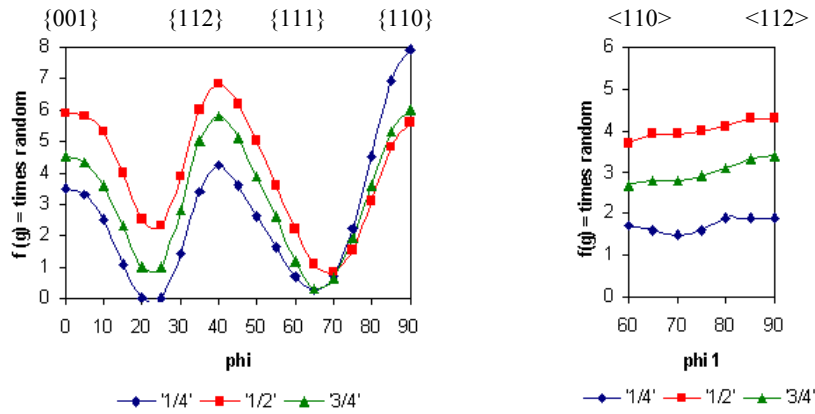 {001} {112} {111} {110}
8
7
6
5
4
3
2
1
0
f (g) = times random
0 10 20 30 40 50 60 70 80 90
phi
'1/4' '1/2' '3/4'
<110> <112>
6
5
4
3
2
1
0
f(g) = times random
60 70 80 90
phi 1
'1/4' '1/2' '3/4'